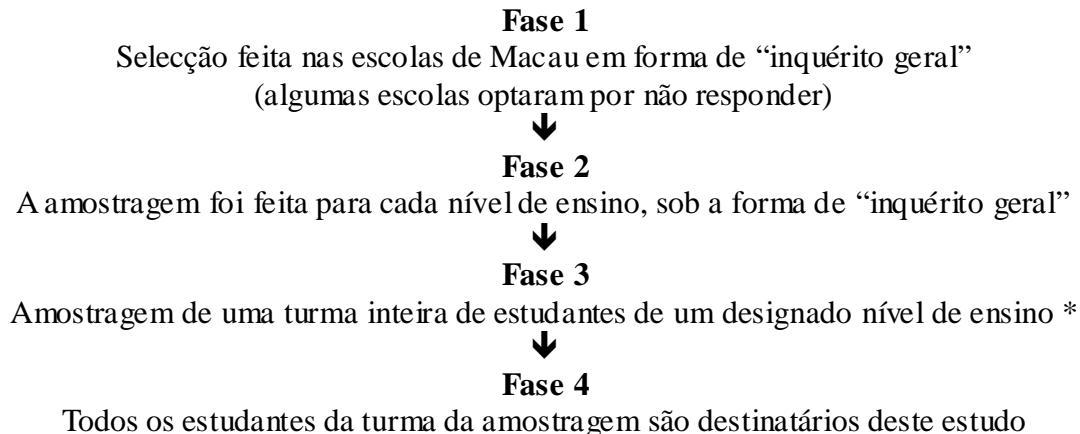 Fase 1
Selecção feita nas escolas de Macau em forma de “inquérito geral”
(algumas escolas optaram por não responder)
Fase 2
A amostragem foi feita para cada nível de ensino, sob a forma de “inquérito geral”
Fase 3
Amostragem de uma turma inteira de estudantes de um designado nível de ensino *
Fase 4
Todos os estudantes da turma da amostragem são destinatários deste estudo